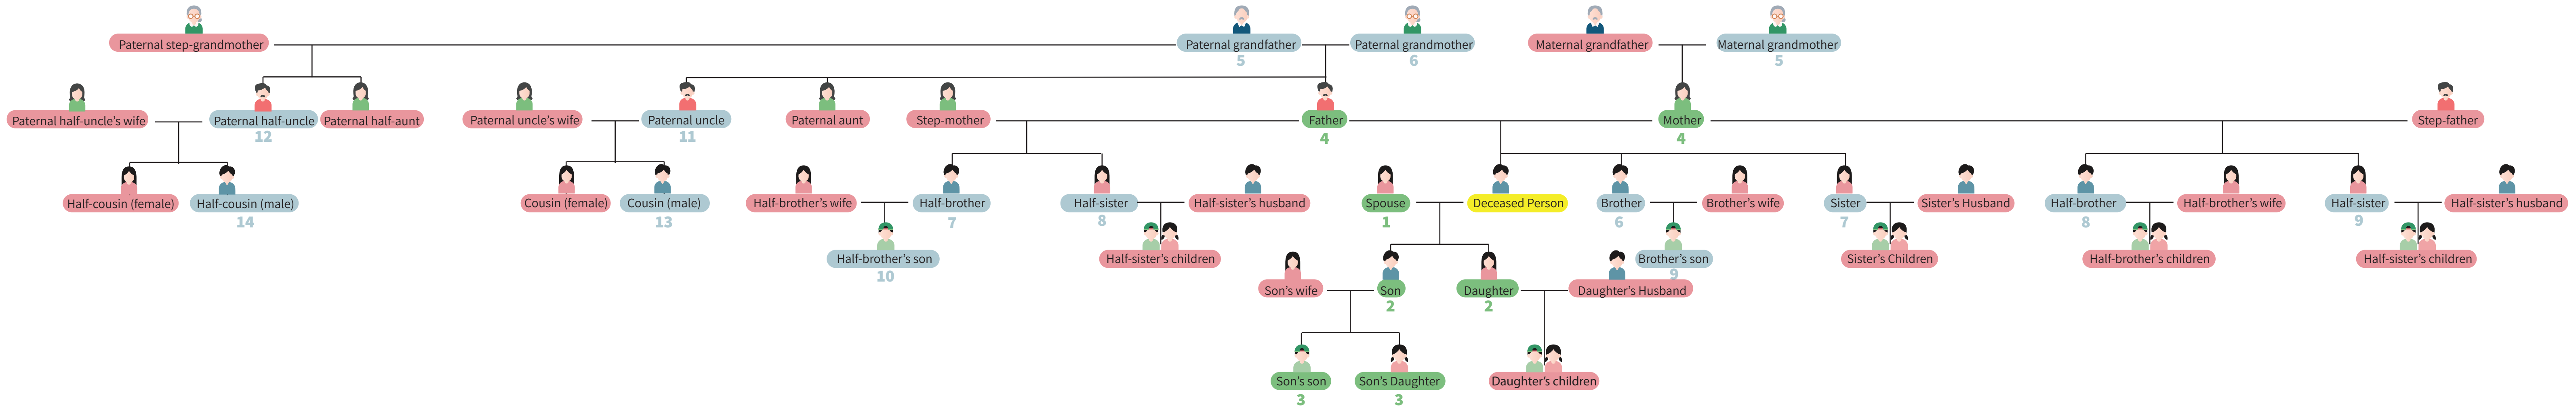 Paternal step-grandmother
Paternal grandfather
5
Paternal grandmother
6
Maternal grandfather
Maternal grandmother
5
Paternal half-uncle's wife
Paternal half-uncle
12
Paternal half-aunt
Paternal uncle's wife
Paternal uncle
11
Paternal aunt
Step-mother
Father
4
Mother
4
Step-father
Half-cousin (female)
Half-cousin (male)
14
Cousin (female)
Cousin (male)
13
Half-brother's wife
Half-brother
7
Half-sister
8
Half-sister's husband
Spouse
1
Deceased Person
Brother
6
Brother's wife
Sister
7
Sister's Husband
Half-brother
8
Half-brother's wife
Half-sister
9
Half-sister's husband
Half-brother's son
10
Half-sister's children
Brother's son
9
Sister's Children
Half-brother's children
Half-sister's children
Son's wife
Son
2
Daughter
2
Daughter's Husband
Son's son
3
Son's Daughter
3
Daughter's children